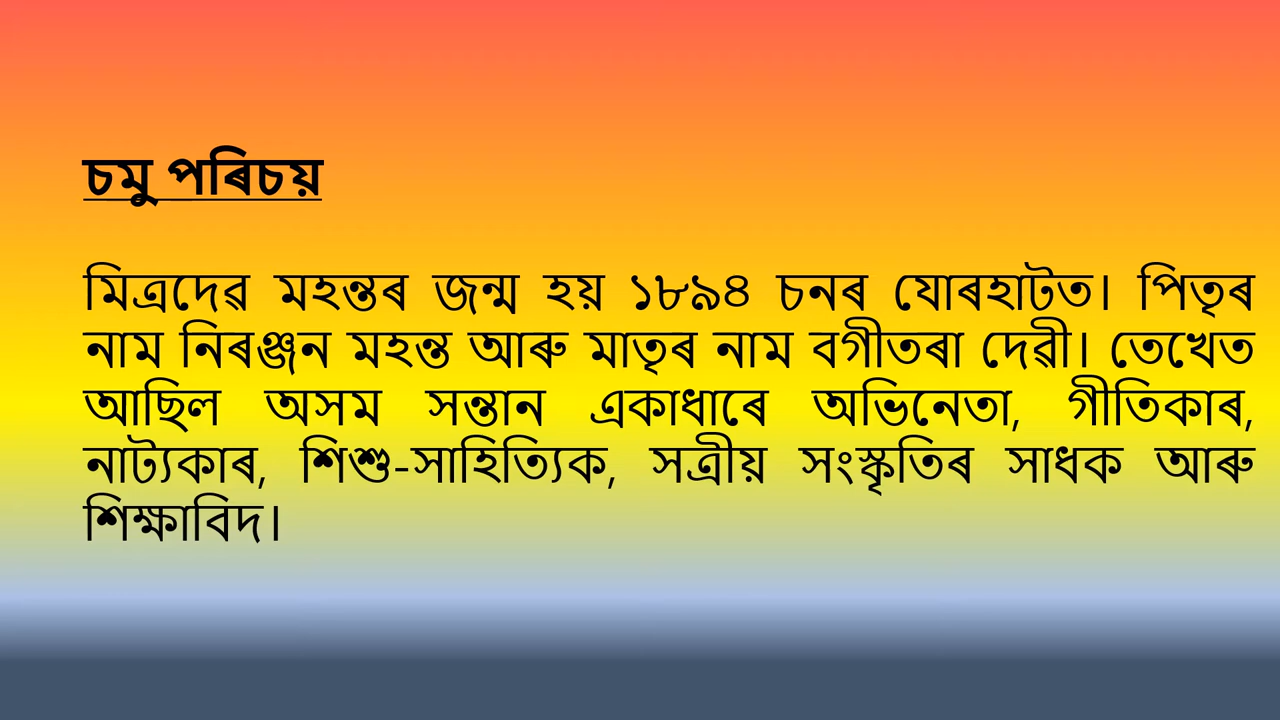 চমু পৰিচয়
মিত্ৰদেৱ মহন্তৰ জন্ম হয় ১৮৯৪ চনৰ যোৰহাটত। পিতৃৰ
নাম নিৰঞ্জন মহন্ত আৰু মাতৃৰ নাম বগীতৰা দেৱী। তেখেত
আছিল অসম সন্তান একাধাৰে অভিনেতা, গীতিকাৰ,
নাট্যকাৰ, শিশু-সাহিত্যিক, সত্ৰীয় সংস্কৃতিৰ সাধক আৰু
শিক্ষাবিদ।